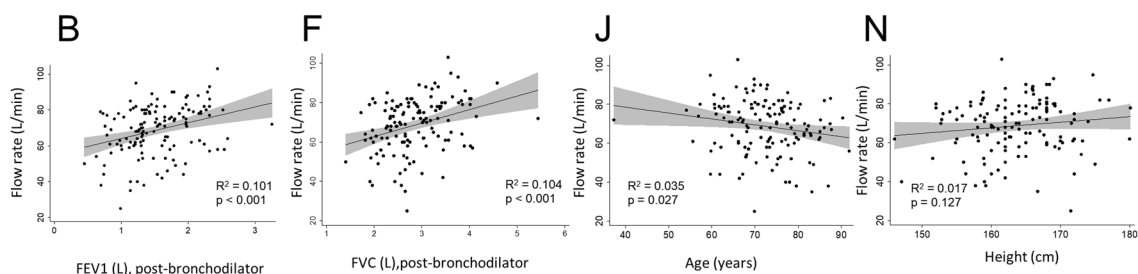 B
Flow rate (L/min)
100
80
60
40
20
R² = 0.101
p < 0.001
0 1 2 3
FEV1 (L), post-bronchodilator
F
Flow rate (L/min)
100
80
60
40
20
R² = 0.104
p < 0.001
1 2 3 4 5 6
FVC (L),post-bronchodilator
J
Flow rate (L/min)
100
80
60
40
20
R² = 0.035
p = 0.027
40 50 60 70 80 90
Age (years)
N
Flow rate (L/min)
100
80
60
40
20
R² = 0.017
p = 0.127
150 160 170 180
Height (cm)